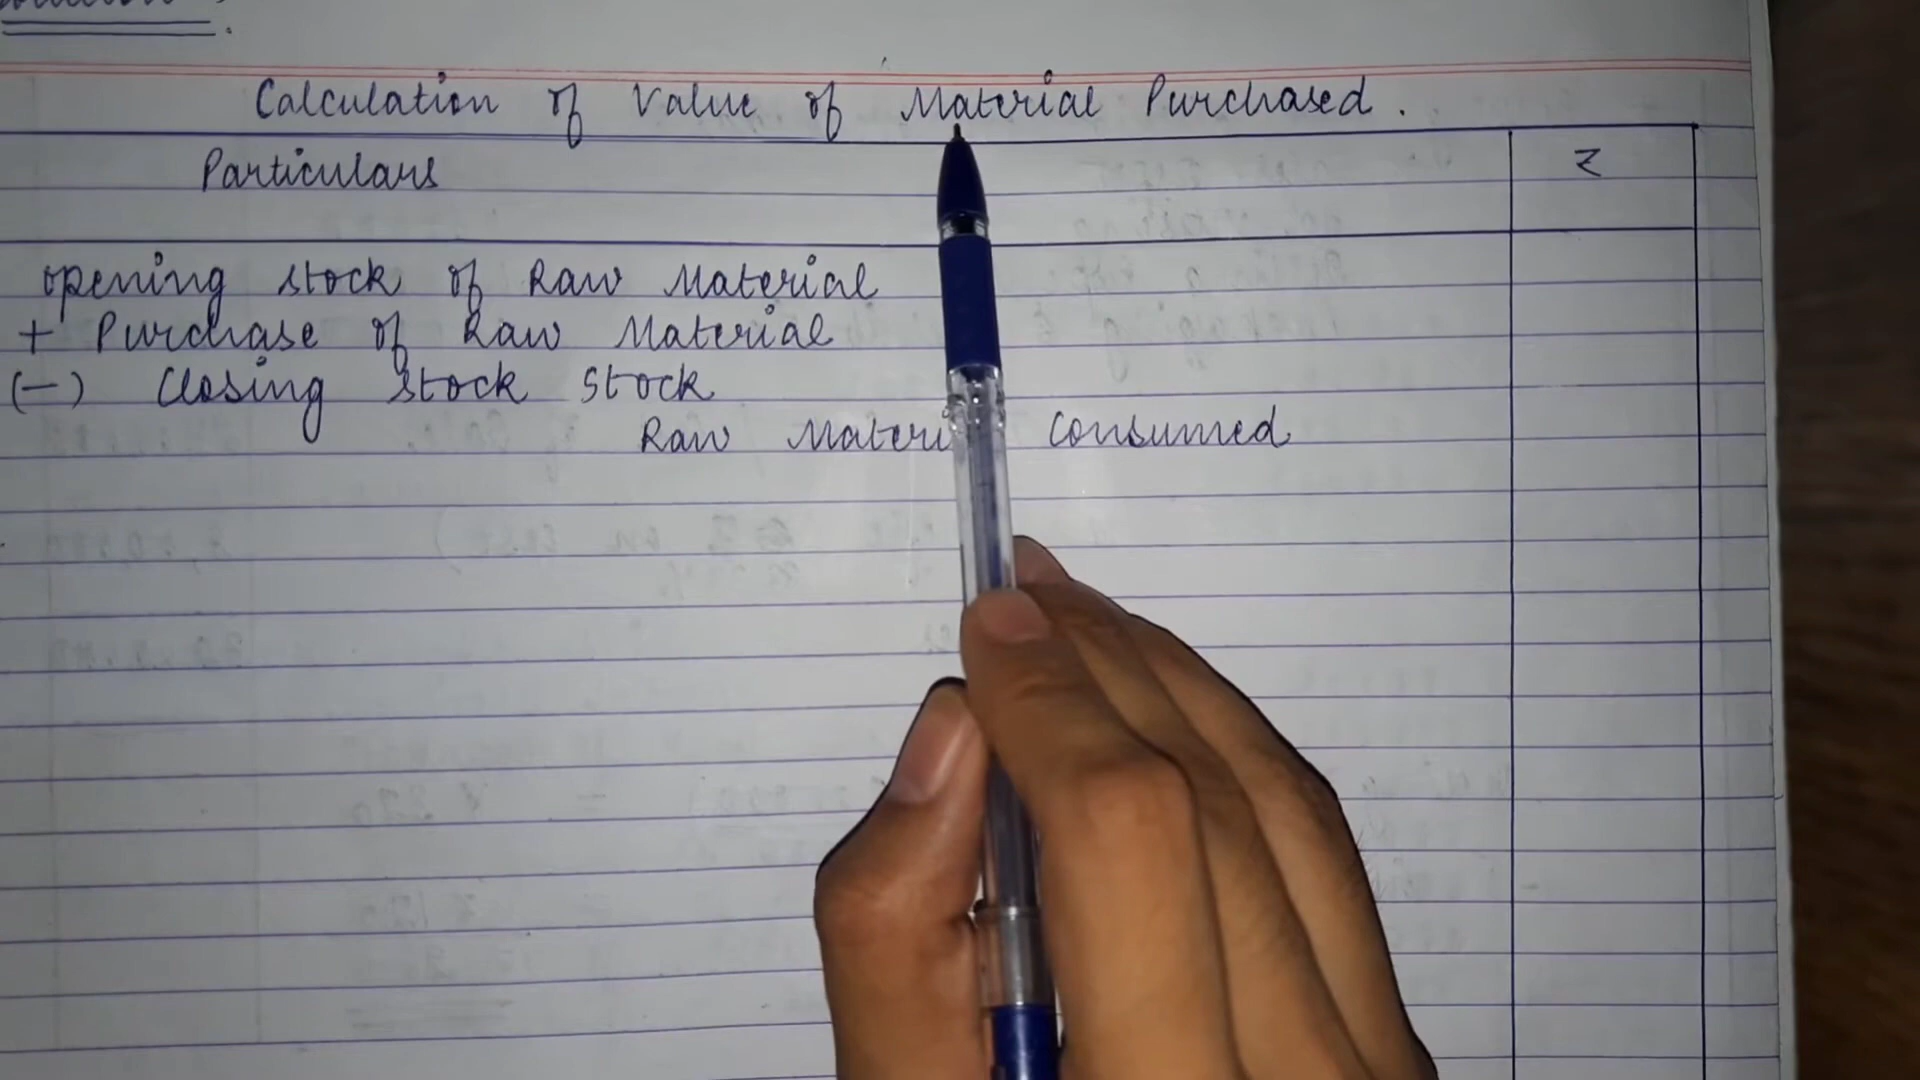 Calculation of Value of Material Purchased.
Particulars ₹
opening stock of Raw Material
+ Purchase of Raw Material
(-) Closing stock stock
Raw Consumed